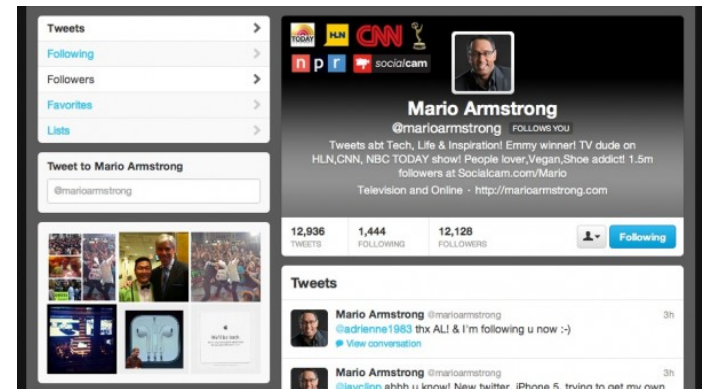 Tweets
Following
Followers
Favorites
Lists
Tweet to Mario Armstrong
@marioarmstrong
TODAY
HLN
CNN
npr
socialcam
Mario Armstrong
@marioarmstrong FOLLOWS YOU
Tweets abt Tech, Life & Inspiration! Emmy winner! TV dude on
HLN,CNN, NBC TODAY show! People lover,Vegan,Shoe addict! 1.5m
followers at Socialcam.com/Mario
Television and Online · http://marioarmstrong.com
12,936 1,444 12,128
TWEETS FOLLOWING FOLLOWERS
Following
Tweets
Mario Armstrong @marioarmstrong 3h
@adrienne1983 thx AL! & I'm following u now :-)
View conversation
Mario Armstrong @marioarmstrong 3h
@jayclipp ahhh u know! New twitter, iPhone 5, trying to get my own